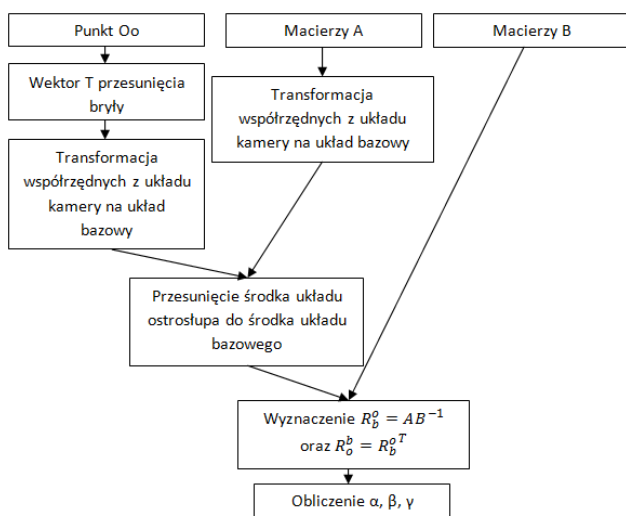 Punkt Oo
Macierzy A
Macierzy B
Wektor T przesunięcia
bryły
Transformacja
współrzędnych z układu
kamery na układ bazowy
Transformacja
współrzędnych z układu
kamery na układ
bazowy
Przesunięcie środka układu
ostrosłupa do środka układu
bazowego
Wyznaczenie $R_b^o = AB^{-1}$
oraz $R_o^b = {R_b^o}^T$
Obliczenie α, β, γ